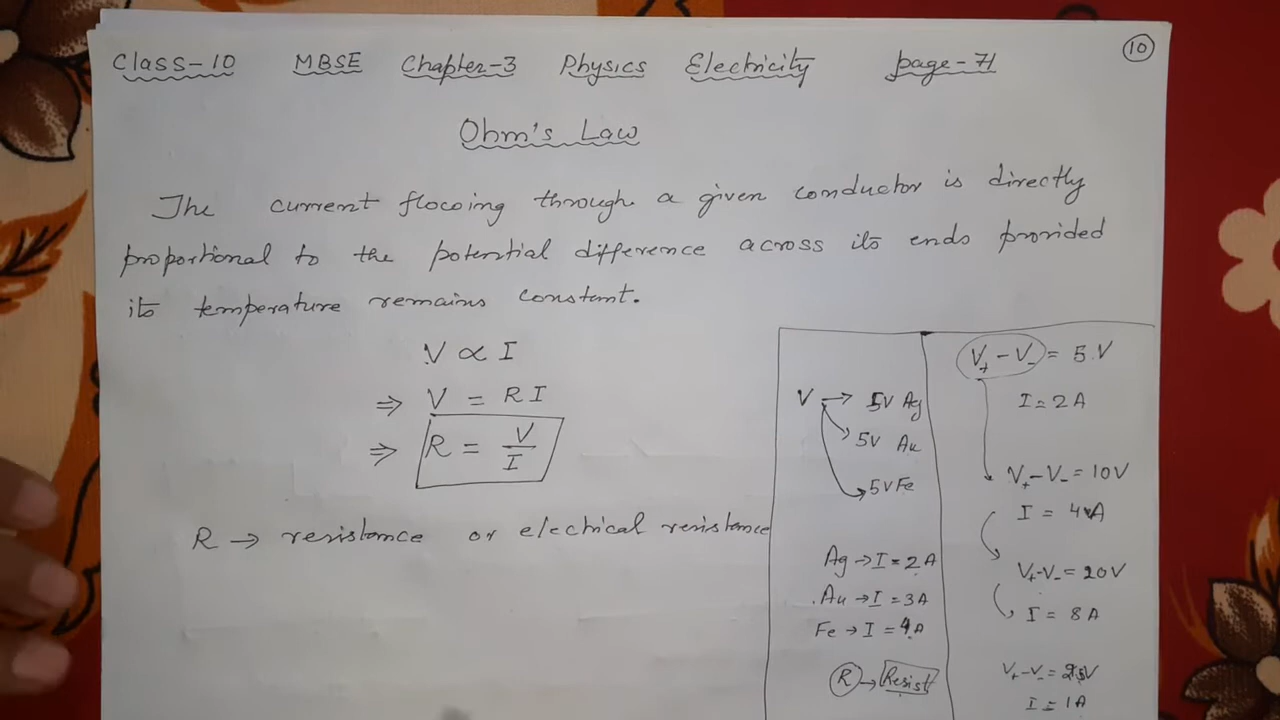 10
Class-10 MBSE Chapter-3 Physics Electricity page-71
Ohm's Law
The current flowing through a given conductor is directly
proportional to the potential difference across its ends provided
its temperature remains constant.
V ∝ I
⇒ V = RI
⇒ R = V/I
R → resistance or electrical resistance
V → 5V Ag
5V Au
5V Fe
Ag → I = 2A
Au → I = 3A
Fe → I = 4A
R → Resist
V₊ - V₋ = 5V
I = 2A
V₊ - V₋ = 10V
I = 4A
V₊ - V₋ = 20V
I = 8A
V₊ - V₋ =
I = 1A